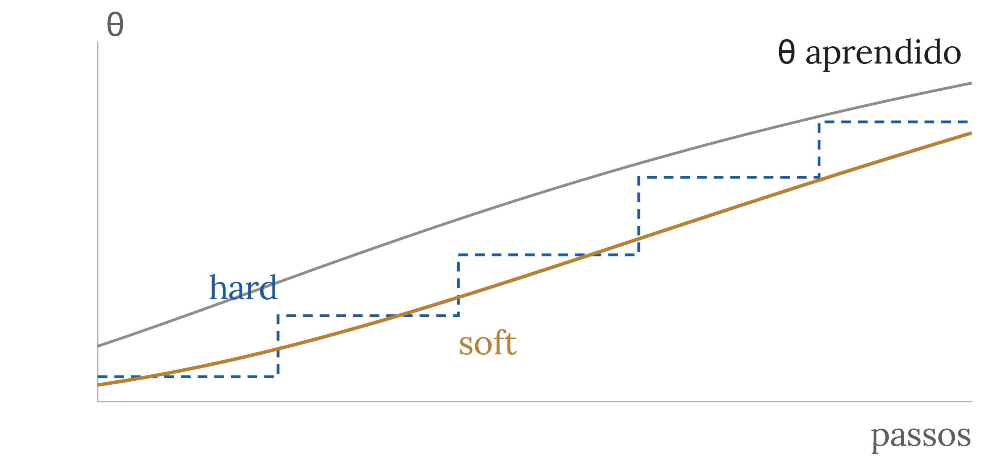 θ
θ aprendido
hard
soft
passos